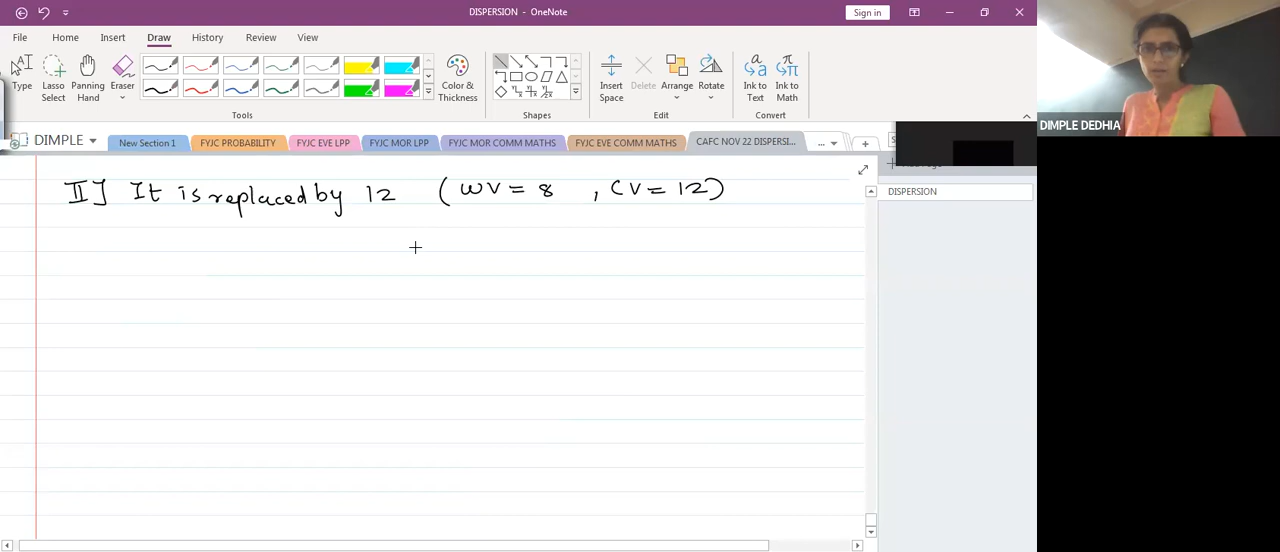 DISPERSION - OneNote
Sign in
File Home Insert Draw History Review View
Type
Lasso Select
Panning Hand
Eraser
Color & Thickness
Insert Space
Delete
Arrange
Rotate
Ink to Text
Ink to Math
Tools
Shapes
Edit
Convert
DIMPLE
New Section 1
FYJC PROBABILITY
FYJC EVE LPP
FYJC MOR LPP
FYJC MOR COMM MATHS
FYJC EVE COMM MATHS
CAFC NOV 22 DISPERSI...
DIMPLE DEDHIA
DISPERSION
II] It is replaced by 12 ( WV = 8 , CV = 12 )